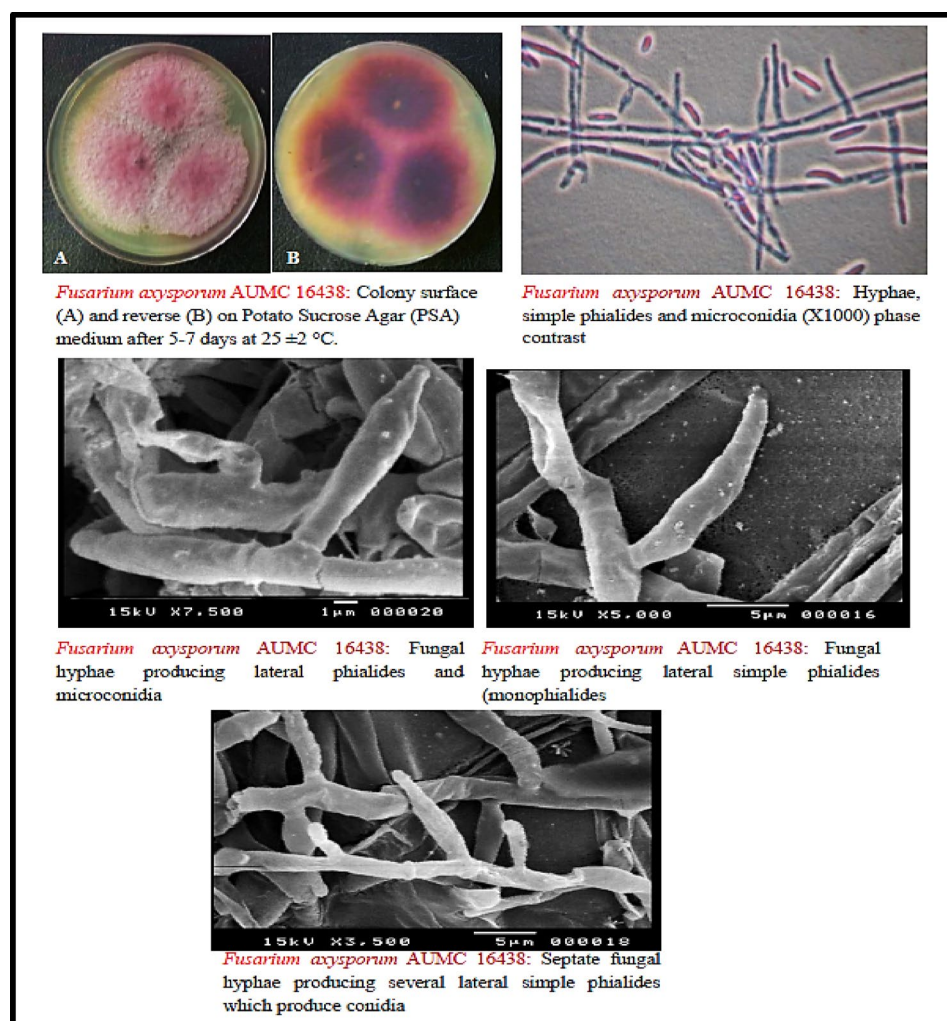 A
B
Fusarium axysporum AUMC 16438: Colony surface
(A) and reverse (B) on Potato Sucrose Agar (PSA)
medium after 5-7 days at 25 ±2 °C.
Fusarium axysporum AUMC 16438: Hyphae,
simple phialides and microconidia (X1000) phase
contrast
15kV X7,500 1µm 000020
15kV X5,000 5µm 000016
Fusarium axysporum AUMC 16438: Fungal
hyphae producing lateral phialides and
microconidia
Fusarium axysporum AUMC 16438: Fungal
hyphae producing lateral simple phialides
(monophialides
15kV X3,500 5µm 000018
Fusarium axysporum AUMC 16438: Septate fungal
hyphae producing several lateral simple phialides
which produce conidia